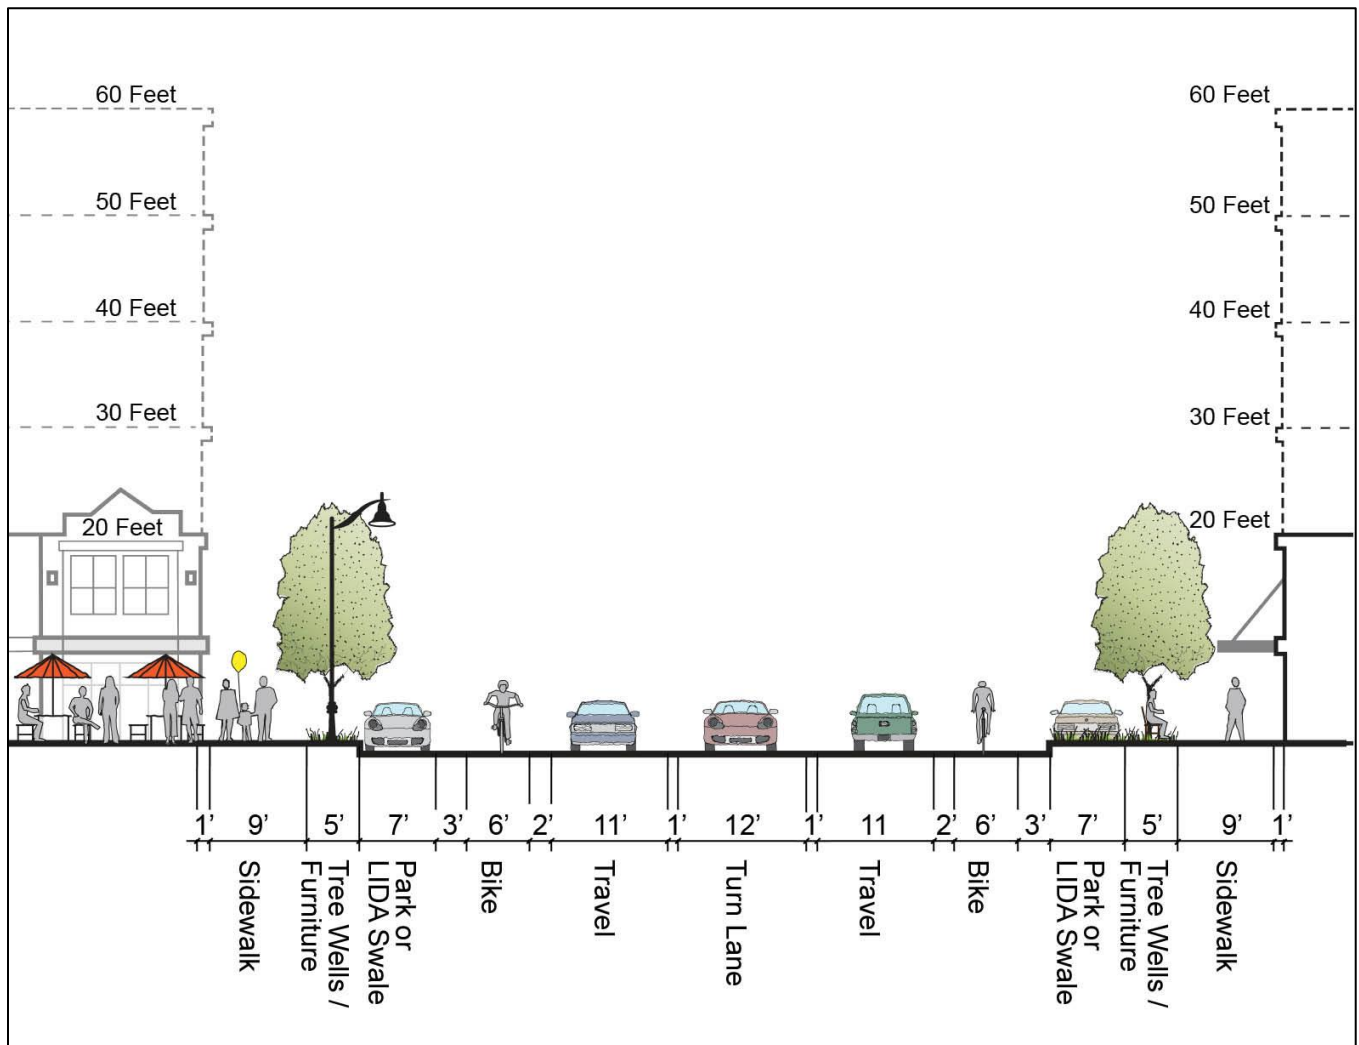 60 Feet
60 Feet
50 Feet
50 Feet
40 Feet
40 Feet
30 Feet
30 Feet
20 Feet
20 Feet
1’ 9’ 5’ 7’ 3’ 6’ 2’ 11’ 1’ 12’ 1’ 11 2’ 6’ 3’ 7’ 5’ 9’ 1’
Sidewalk
Tree Wells /
Furniture
Park or
LIDA Swale
Bike
Travel
Turn Lane
Travel
Bike
Park or
LIDA Swale
Tree Wells /
Furniture
Sidewalk